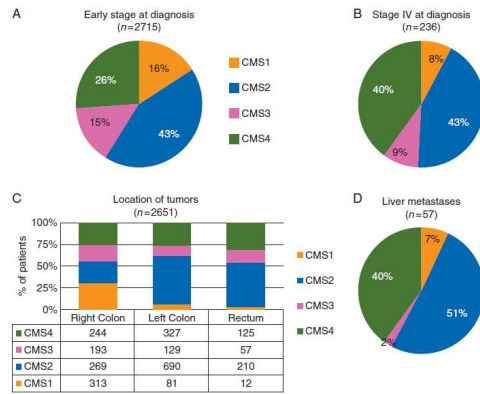 A
Early stage at diagnosis
(n=2715)
16%
43%
15%
26%
CMS1
CMS2
CMS3
CMS4
B
Stage IV at diagnosis
(n=236)
8%
43%
9%
40%
C
Location of tumors
(n=2651)
% of patients
100%
75%
50%
25%
0%
Right Colon Left Colon Rectum
CMS4 244 327 125
CMS3 193 129 57
CMS2 269 690 210
CMS1 313 81 12
D
Liver metastases
(n=57)
CMS1
CMS2
CMS3
CMS4
7%
51%
2%
40%